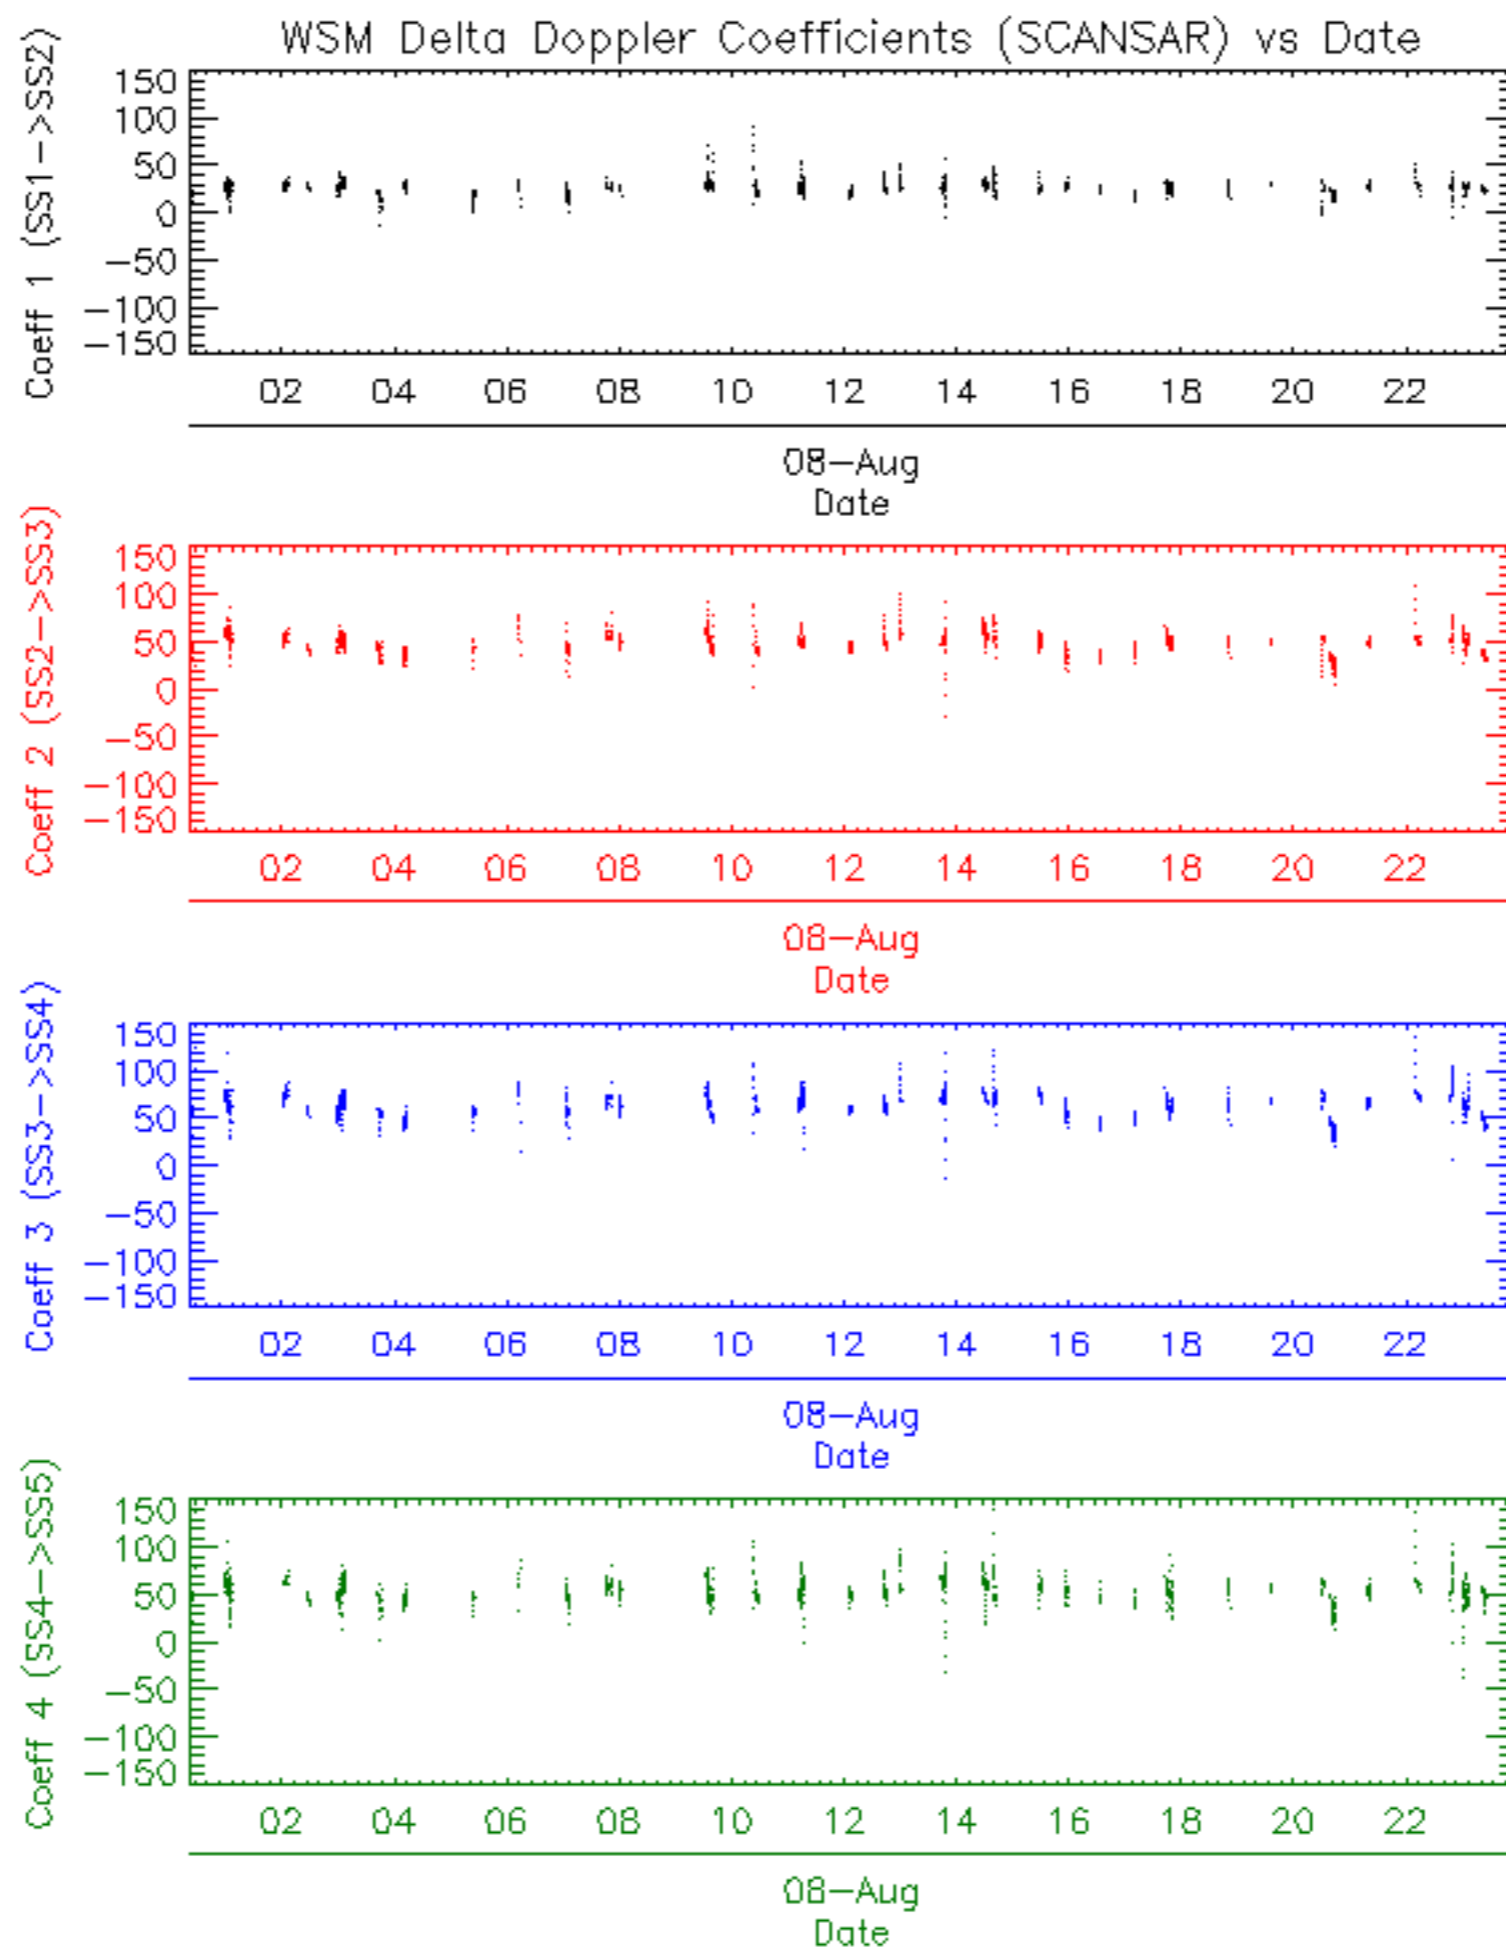 WSM Delta Doppler Coefficients (SCANSAR) vs Date
Coeff 1 (SS1->SS2)
150
100
50
0
-50
-100
-150
02 04 06 08 10 12 14 16 18 20 22
08-Aug
Date
Coeff 2 (SS2->SS3)
150
100
50
0
-50
-100
-150
02 04 06 08 10 12 14 16 18 20 22
08-Aug
Date
Coeff 3 (SS3->SS4)
150
100
50
0
-50
-100
-150
02 04 06 08 10 12 14 16 18 20 22
08-Aug
Date
Coeff 4 (SS4->SS5)
150
100
50
0
-50
-100
-150
02 04 06 08 10 12 14 16 18 20 22
08-Aug
Date